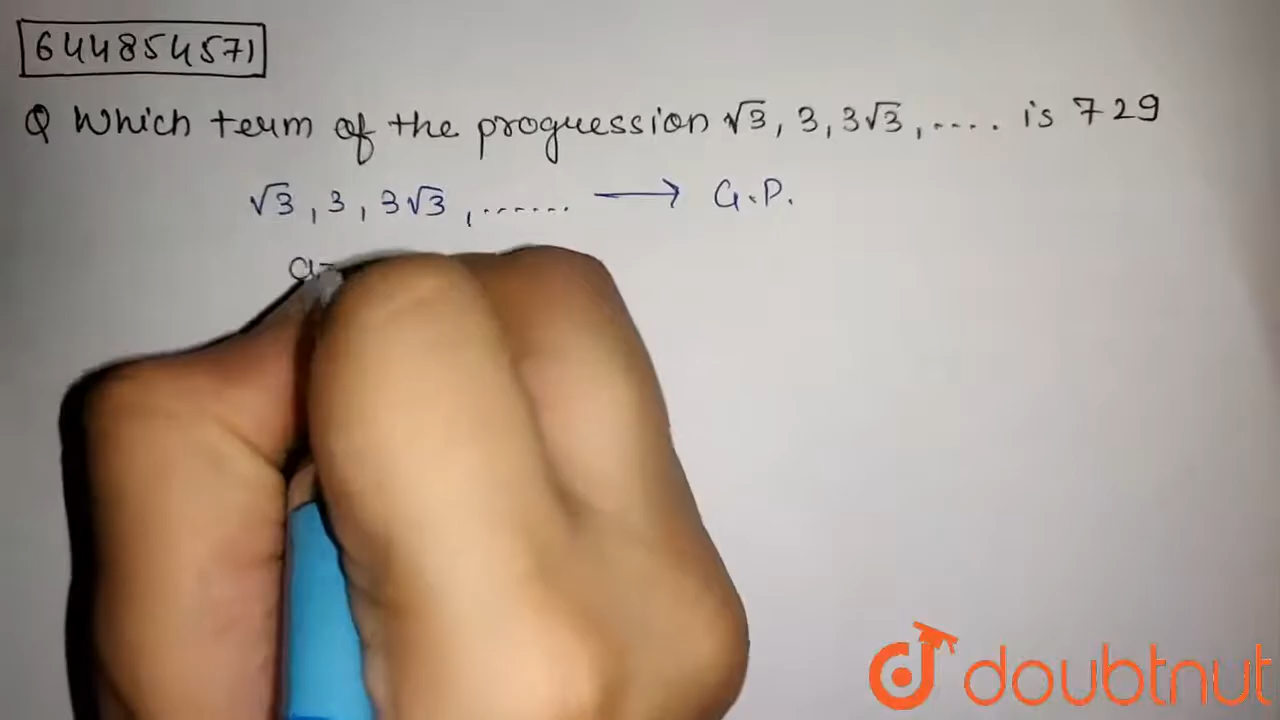 644854571
Q Which term of the progression √3, 3, 3√3, .... is 729
√3, 3, 3√3, ...... → G.P.
a=
doubtnut